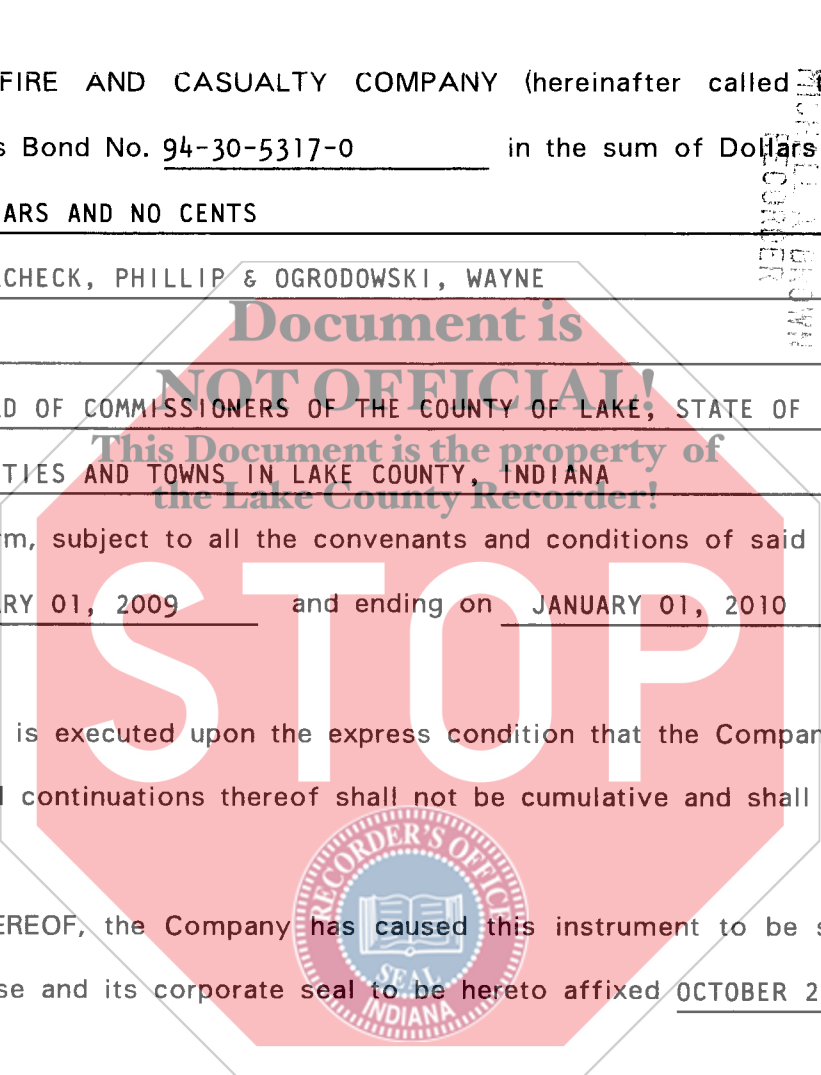 FIRE AND CASUALTY COMPANY (hereinafter called
s Bond No. 94-30-5317-0 in the sum of Dollars
ARS AND NO CENTS
CHECK, PHILLIP & OGRODOWSKI, WAYNE
Document is
NOT OFFICIAL!
D OF COMMISSIONERS OF THE COUNTY OF LAKE, STATE OF
This Document is the property of
TIES AND TOWNS IN LAKE COUNTY, INDIANA
the Lake County Recorder!
m, subject to all the convenants and conditions of said
RY 01, 2009 and ending on JANUARY 01, 2010
STOP
is executed upon the express condition that the Compan
continuations thereof shall not be cumulative and shall
RECORDER'S OFFIC
EREOF, the Company has caused this instrument to be s
SEAL
se and its corporate seal to be hereto affixed OCTOBER 2
INDIANA
RECORDER